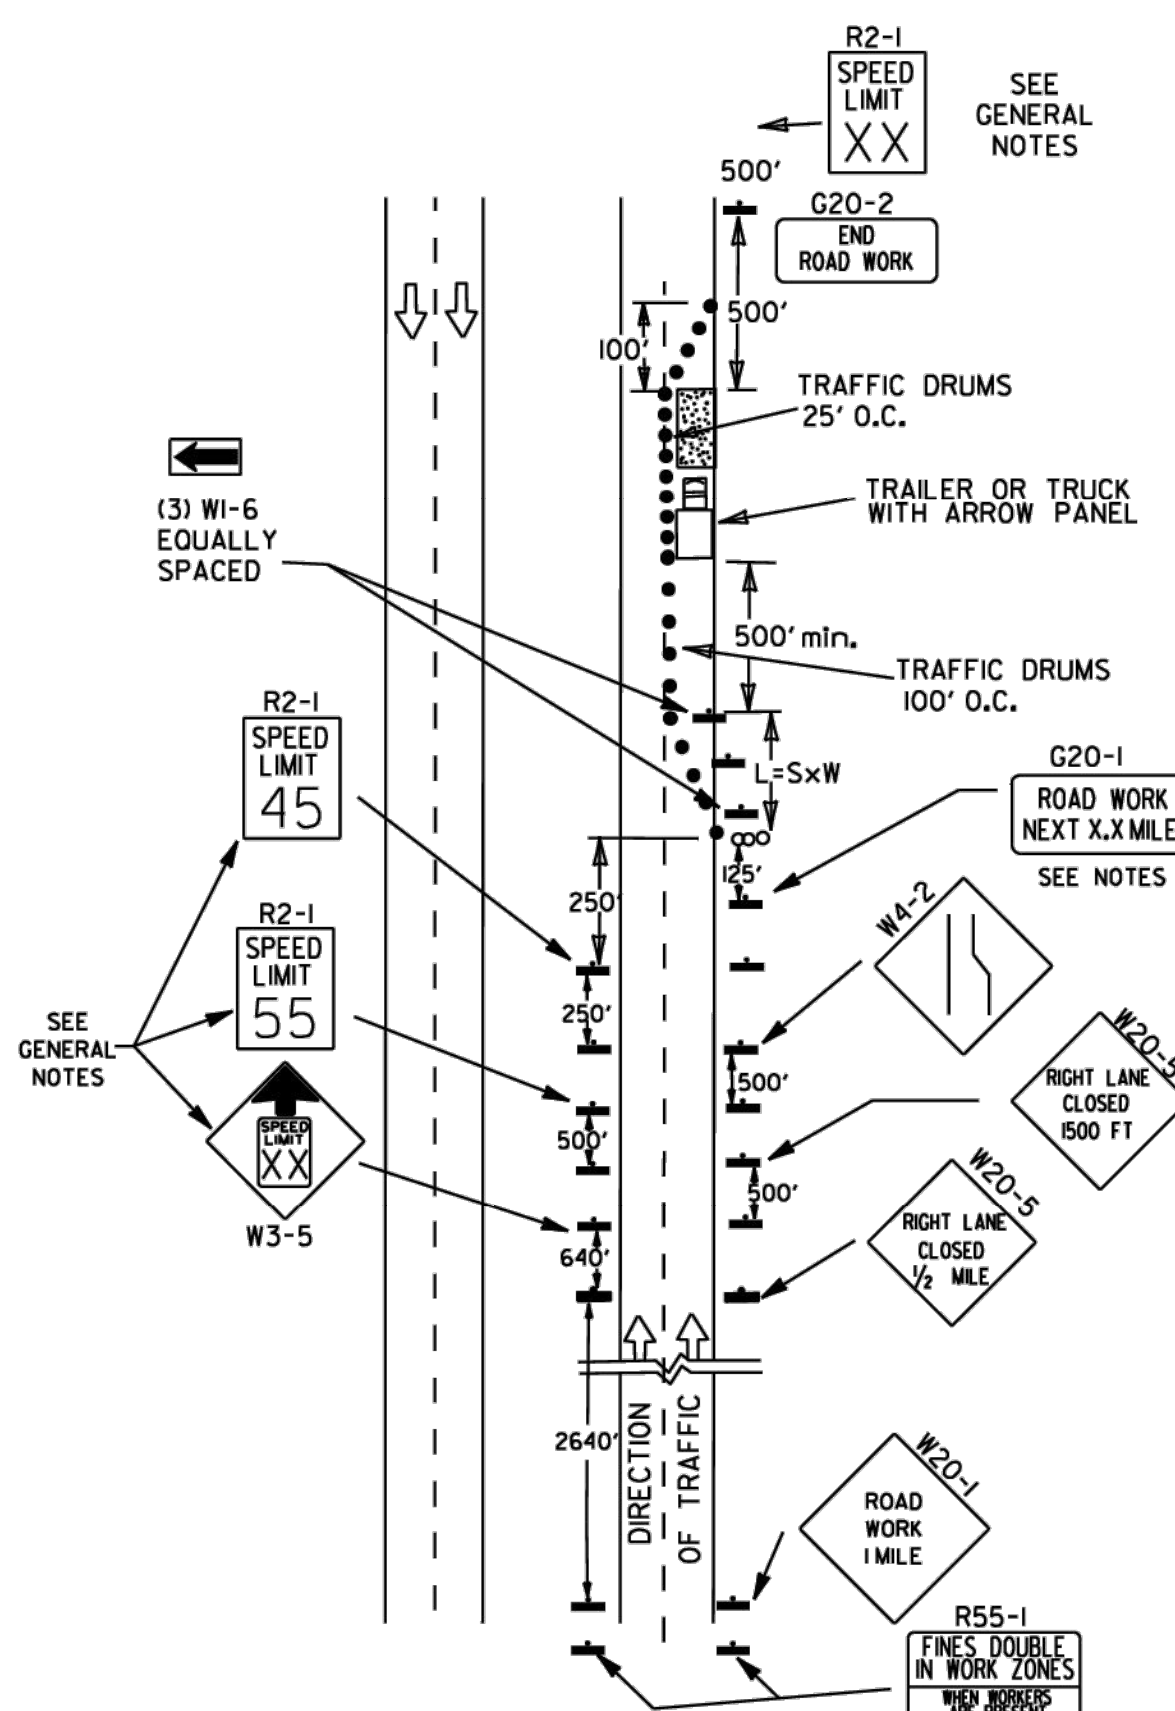 R2-1
SPEED
LIMIT
XX
SEE
GENERAL
NOTES
500'
G20-2
END
ROAD WORK
500'
100'
TRAFFIC DRUMS
25' O.C.
(3) W1-6
EQUALLY
SPACED
TRAILER OR TRUCK
WITH ARROW PANEL
500' min.
TRAFFIC DRUMS
100' O.C.
R2-1
SPEED
LIMIT
45
L=SxW
G20-1
ROAD WORK
NEXT X.X MILE
SEE NOTES
125'
250'
W4-2
R2-1
SPEED
LIMIT
55
250'
SEE
GENERAL
NOTES
W20-5
RIGHT LANE
CLOSED
1500 FT
500'
SPEED
LIMIT
XX
W3-5
500'
500'
W20-5
RIGHT LANE
CLOSED
1/2 MILE
640'
2640'
DIRECTION
OF TRAFFIC
W20-1
ROAD
WORK
1 MILE
R55-1
FINES DOUBLE
IN WORK ZONES
WHEN WORKERS
ARE PRESENT